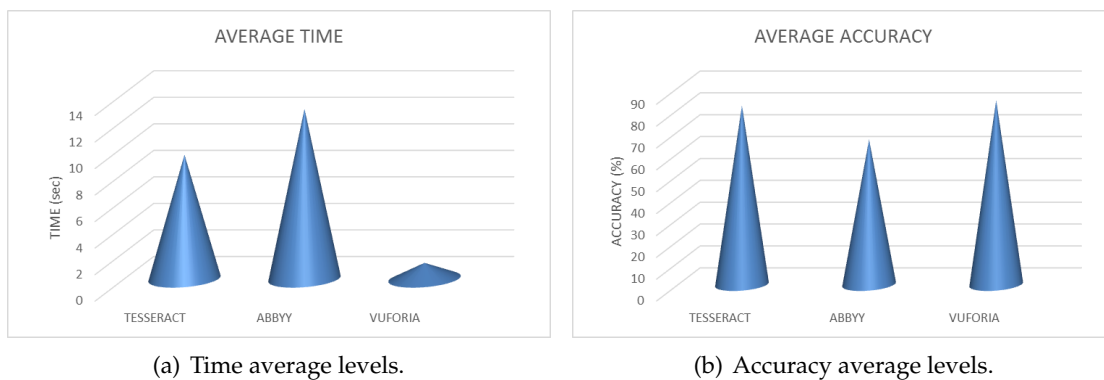 AVERAGE TIME
TIME (sec)
14
12
10
8
6
4
2
0
TESSERACT ABBYY VUFORIA
(a) Time average levels.
AVERAGE ACCURACY
ACCURACY (%)
90
80
70
60
50
40
30
20
10
0
TESSERACT ABBYY VUFORIA
(b) Accuracy average levels.